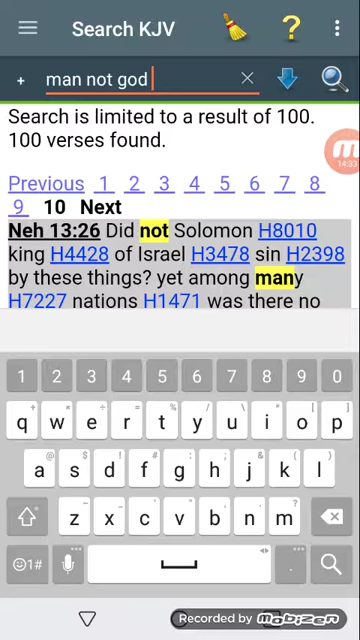 Search KJV
?
+ man not god
Search is limited to a result of 100.
100 verses found.
14:33
Previous 1 2 3 4 5 6 7 8
9 10 Next
Neh 13:26 Did not Solomon H8010
king H4428 of Israel H3478 sin H2398
by these things? yet among many
H7227 nations H1471 was there no
1 2 3 4 5 6 7 8 9 0
q w e r t y u i o p
a s d f g h j k l
z x c v b n m
☺1# .
Recorded by mobizen